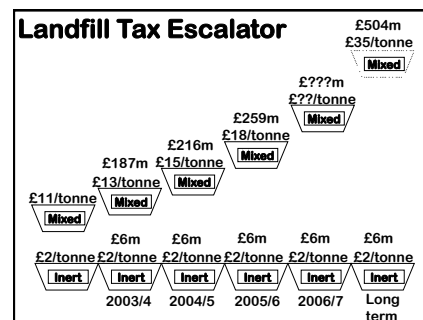 Landfill Tax Escalator
£504m
£35/tonne
Mixed
£???m
£??/tonne
Mixed
£259m
£18/tonne
Mixed
£216m
£15/tonne
Mixed
£187m
£13/tonne
Mixed
£11/tonne
Mixed
£6m £6m £6m £6m £6m
£2/tonne £2/tonne £2/tonne £2/tonne £2/tonne £2/tonne
Inert Inert Inert Inert Inert Inert
2003/4 2004/5 2005/6 2006/7 Long
term